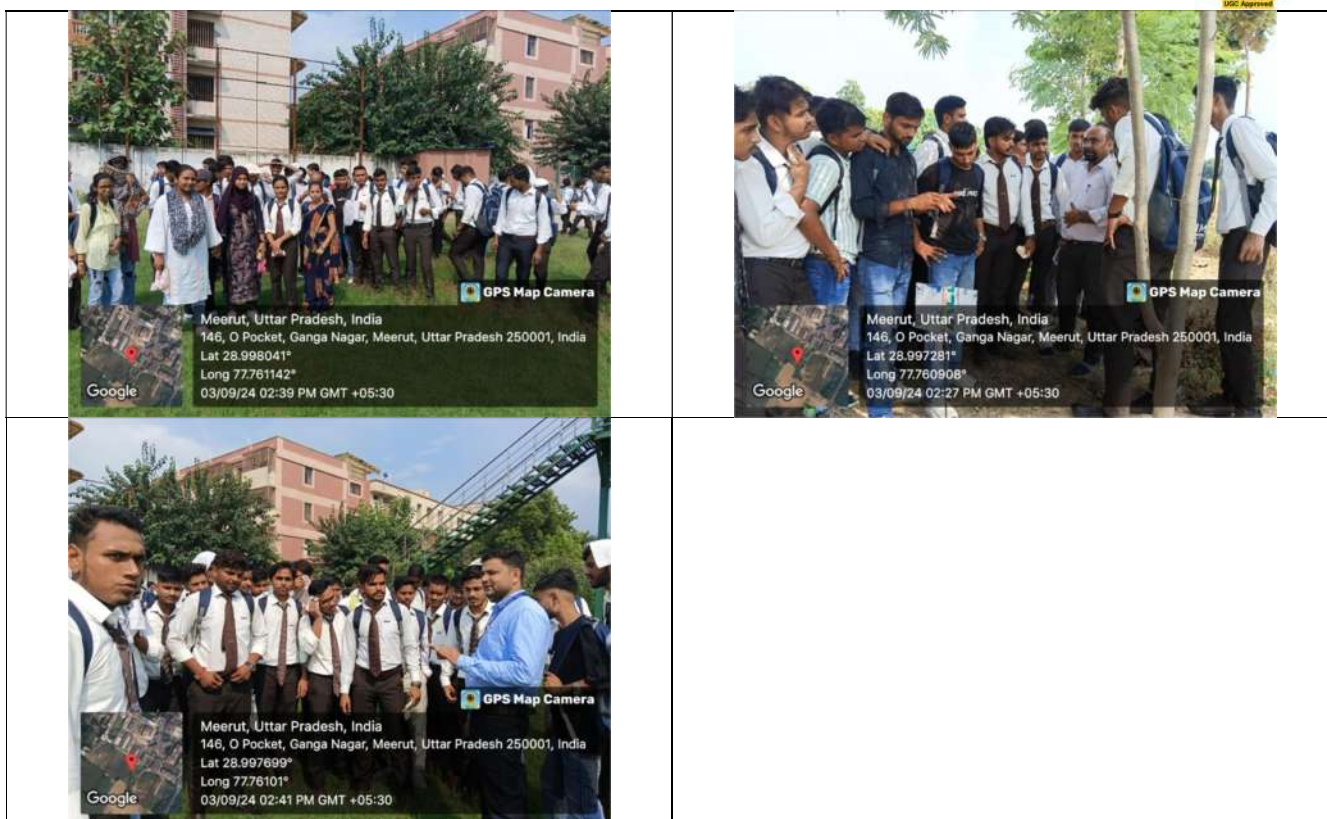 UGC Approved
GPS Map Camera
Meerut, Uttar Pradesh, India
146, O Pocket, Ganga Nagar, Meerut, Uttar Pradesh 250001, India
Lat 28.998041°
Long 77.761142°
03/09/24 02:39 PM GMT +05:30
Google
GPS Map Camera
Meerut, Uttar Pradesh, India
146, O Pocket, Ganga Nagar, Meerut, Uttar Pradesh 250001, India
Lat 28.997281°
Long 77.760908°
03/09/24 02:27 PM GMT +05:30
Google
GPS Map Camera
Meerut, Uttar Pradesh, India
146, O Pocket, Ganga Nagar, Meerut, Uttar Pradesh 250001, India
Lat 28.997699°
Long 77.76101°
03/09/24 02:41 PM GMT +05:30
Google